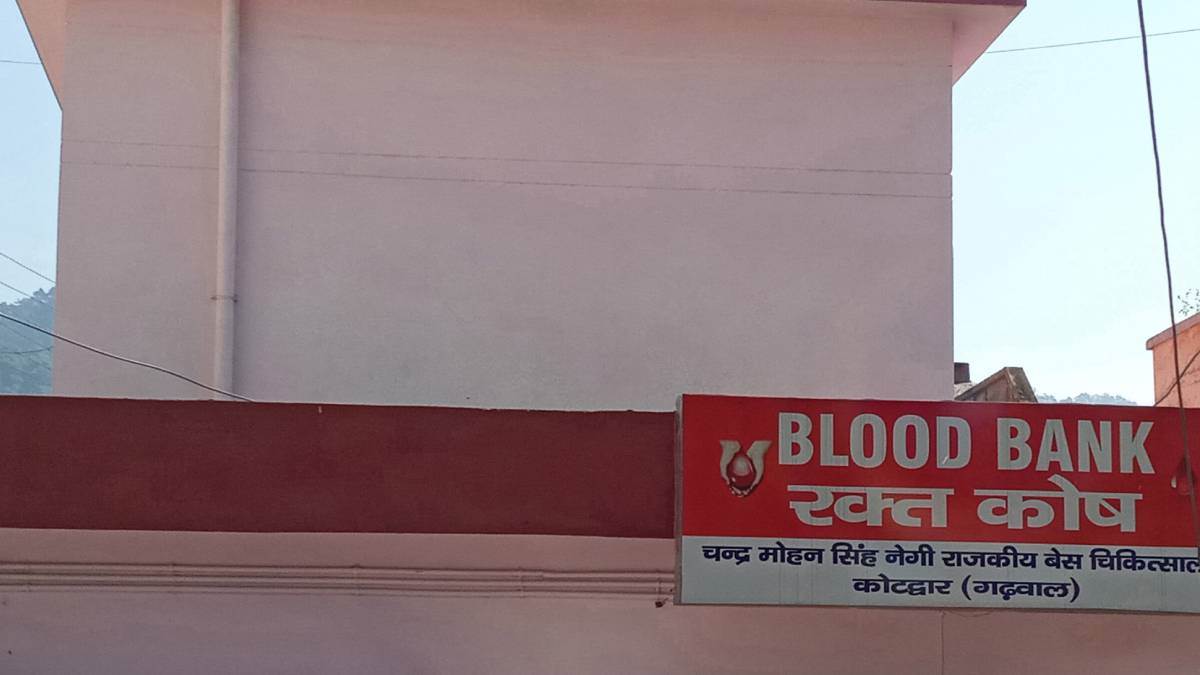 BLOOD BANK
रक्त कोष
चन्द्र मोहन सिंह नेगी राजकीय बेस चिकित्साल
कोटद्वार (गढ़वाल)